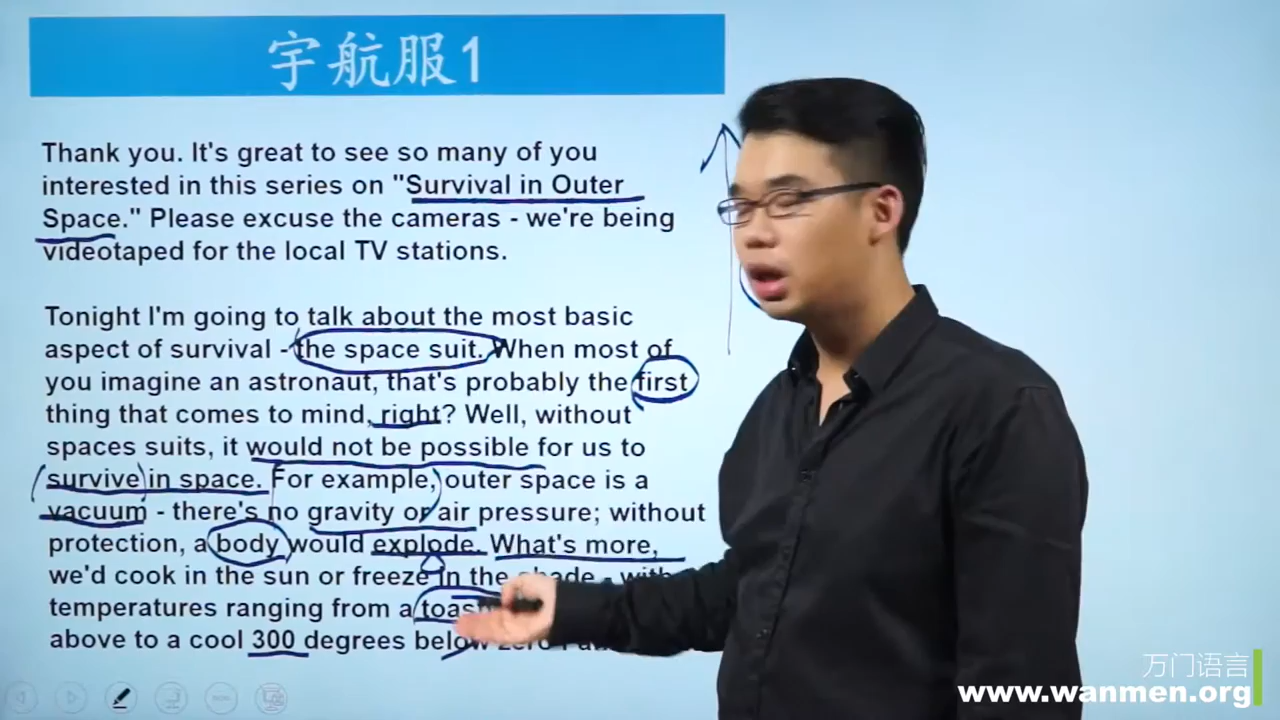 宇航服1
Thank you. It's great to see so many of you
interested in this series on "Survival in Outer
Space." Please excuse the cameras - we're being
videotaped for the local TV stations.
Tonight I'm going to talk about the most basic
aspect of survival - the space suit. When most of
you imagine an astronaut, that's probably the first
thing that comes to mind, right? Well, without
spaces suits, it would not be possible for us to
survive in space. For example, outer space is a
vacuum - there's no gravity or air pressure; without
protection, a body would explode. What's more,
we'd cook in the sun or freeze in the shade -
temperatures ranging from a
above to a cool 300 degrees below zero
万门语言
www.wanmen.org